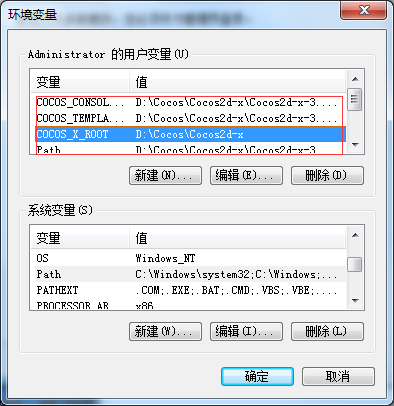 环境变量
Administrator 的用户变量(U)
变量 值
COCOS_CONSOL... D:\Cocos\Cocos2d-x\Cocos2d-x-3....
COCOS_TEMPLA... D:\Cocos\Cocos2d-x\Cocos2d-x-3....
COCOS_X_ROOT D:\Cocos\Cocos2d-x
Path D:\Cocos\Cocos2d-x\Cocos2d-x-3....
新建(N)... 编辑(E)... 删除(D)
系统变量(S)
变量 值
OS Windows_NT
Path C:\Windows\system32;C:\Windows;...
PATHEXT .COM;.EXE;.BAT;.CMD;.VBS;.VBE;....
PROCESSOR_AR... x86
新建(W)... 编辑(I)... 删除(L)
确定 取消